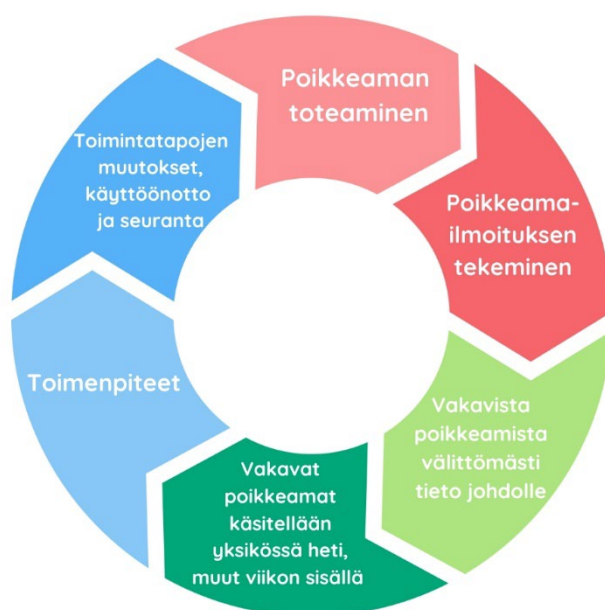 Poikkeaman
toteaminen
Poikkeama-
ilmoituksen
tekeminen
Vakavista
poikkeamista
välittömästi
tieto johdolle
Vakavat
poikkeamat
käsitellään
yksikössä heti,
muut viikon sisällä
Toimenpiteet
Toimintatapojen
muutokset,
käyttöönotto
ja seuranta